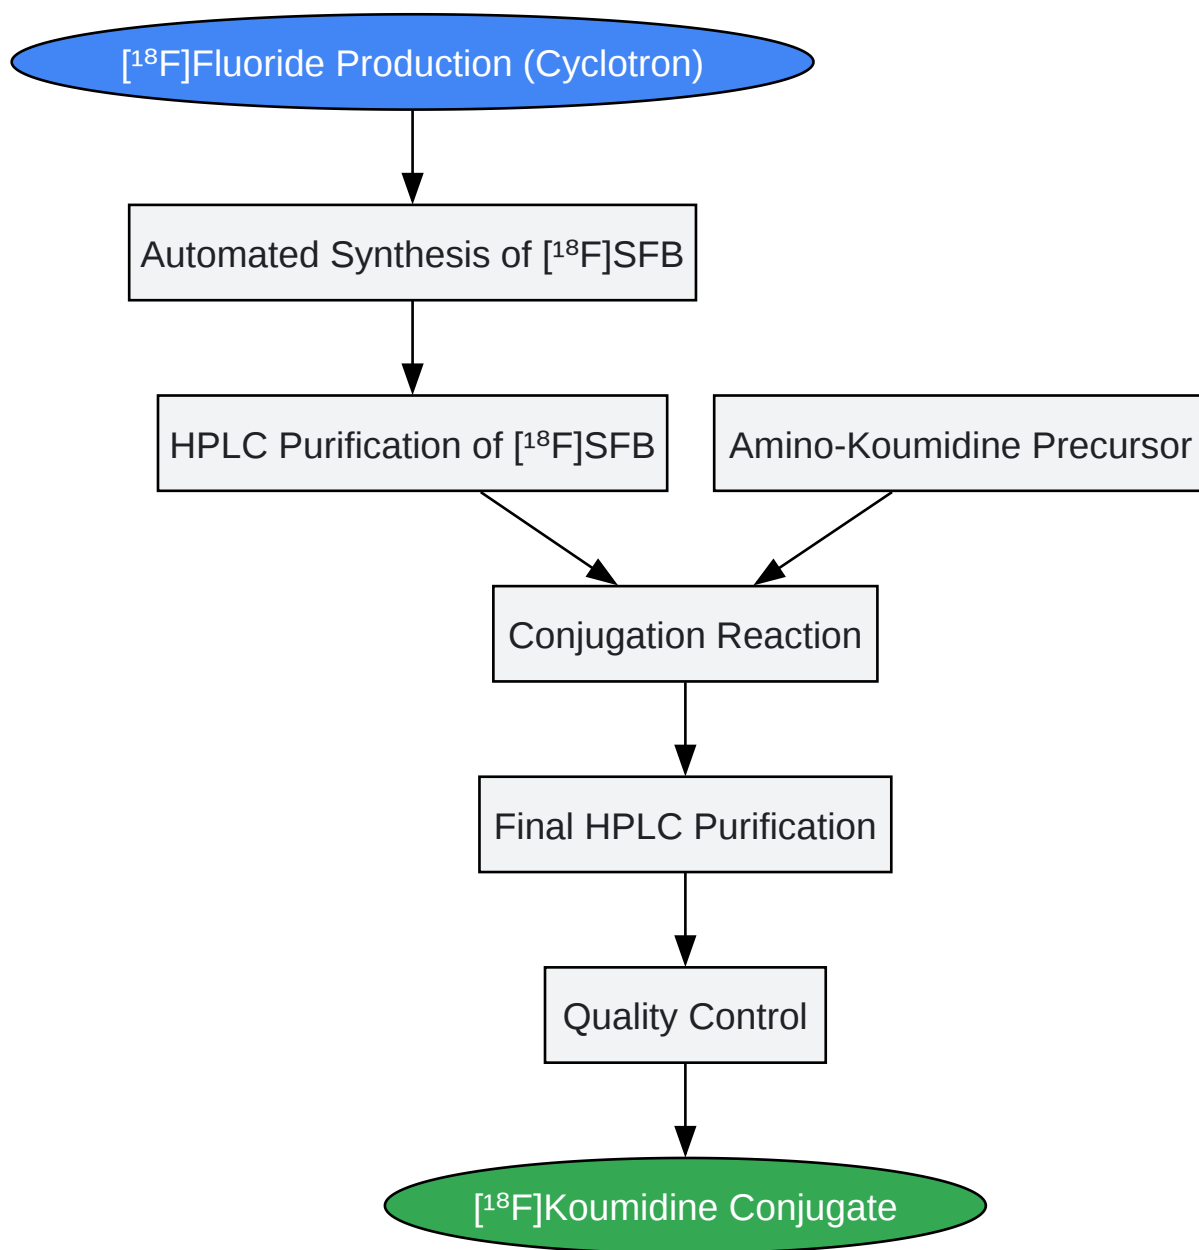 [¹⁸F]Fluoride Production (Cyclotron)
Automated Synthesis of [¹⁸F]SFB
HPLC Purification of [¹⁸F]SFB
Amino-Koumidine Precursor
Conjugation Reaction
Final HPLC Purification
Quality Control
[¹⁸F]Koumidine Conjugate